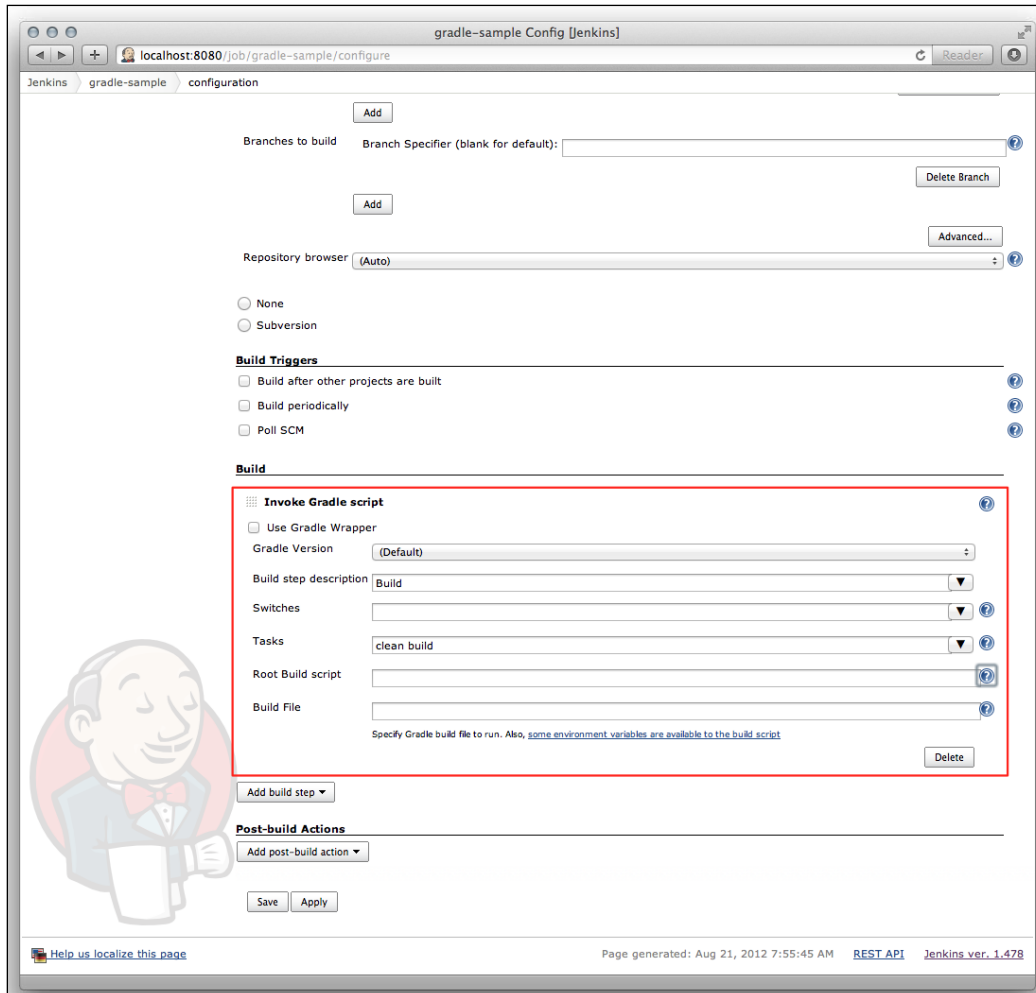 gradle-sample Config [Jenkins]
localhost:8080/job/gradle-sample/configure
Reader
Jenkins gradle-sample configuration
Add
Branches to build Branch Specifier (blank for default):
Delete Branch
Add
Advanced...
Repository browser (Auto)
None
Subversion
Build Triggers
Build after other projects are built
Build periodically
Poll SCM
Build
Invoke Gradle script
Use Gradle Wrapper
Gradle Version (Default)
Build step description Build
Switches
Tasks clean build
Root Build script
Build File
Specify Gradle build file to run. Also, some environment variables are available to the build script
Delete
Add build step
Post-build Actions
Add post-build action
Save Apply
Help us localize this page Page generated: Aug 21, 2012 7:55:45 AM REST API Jenkins ver. 1.478